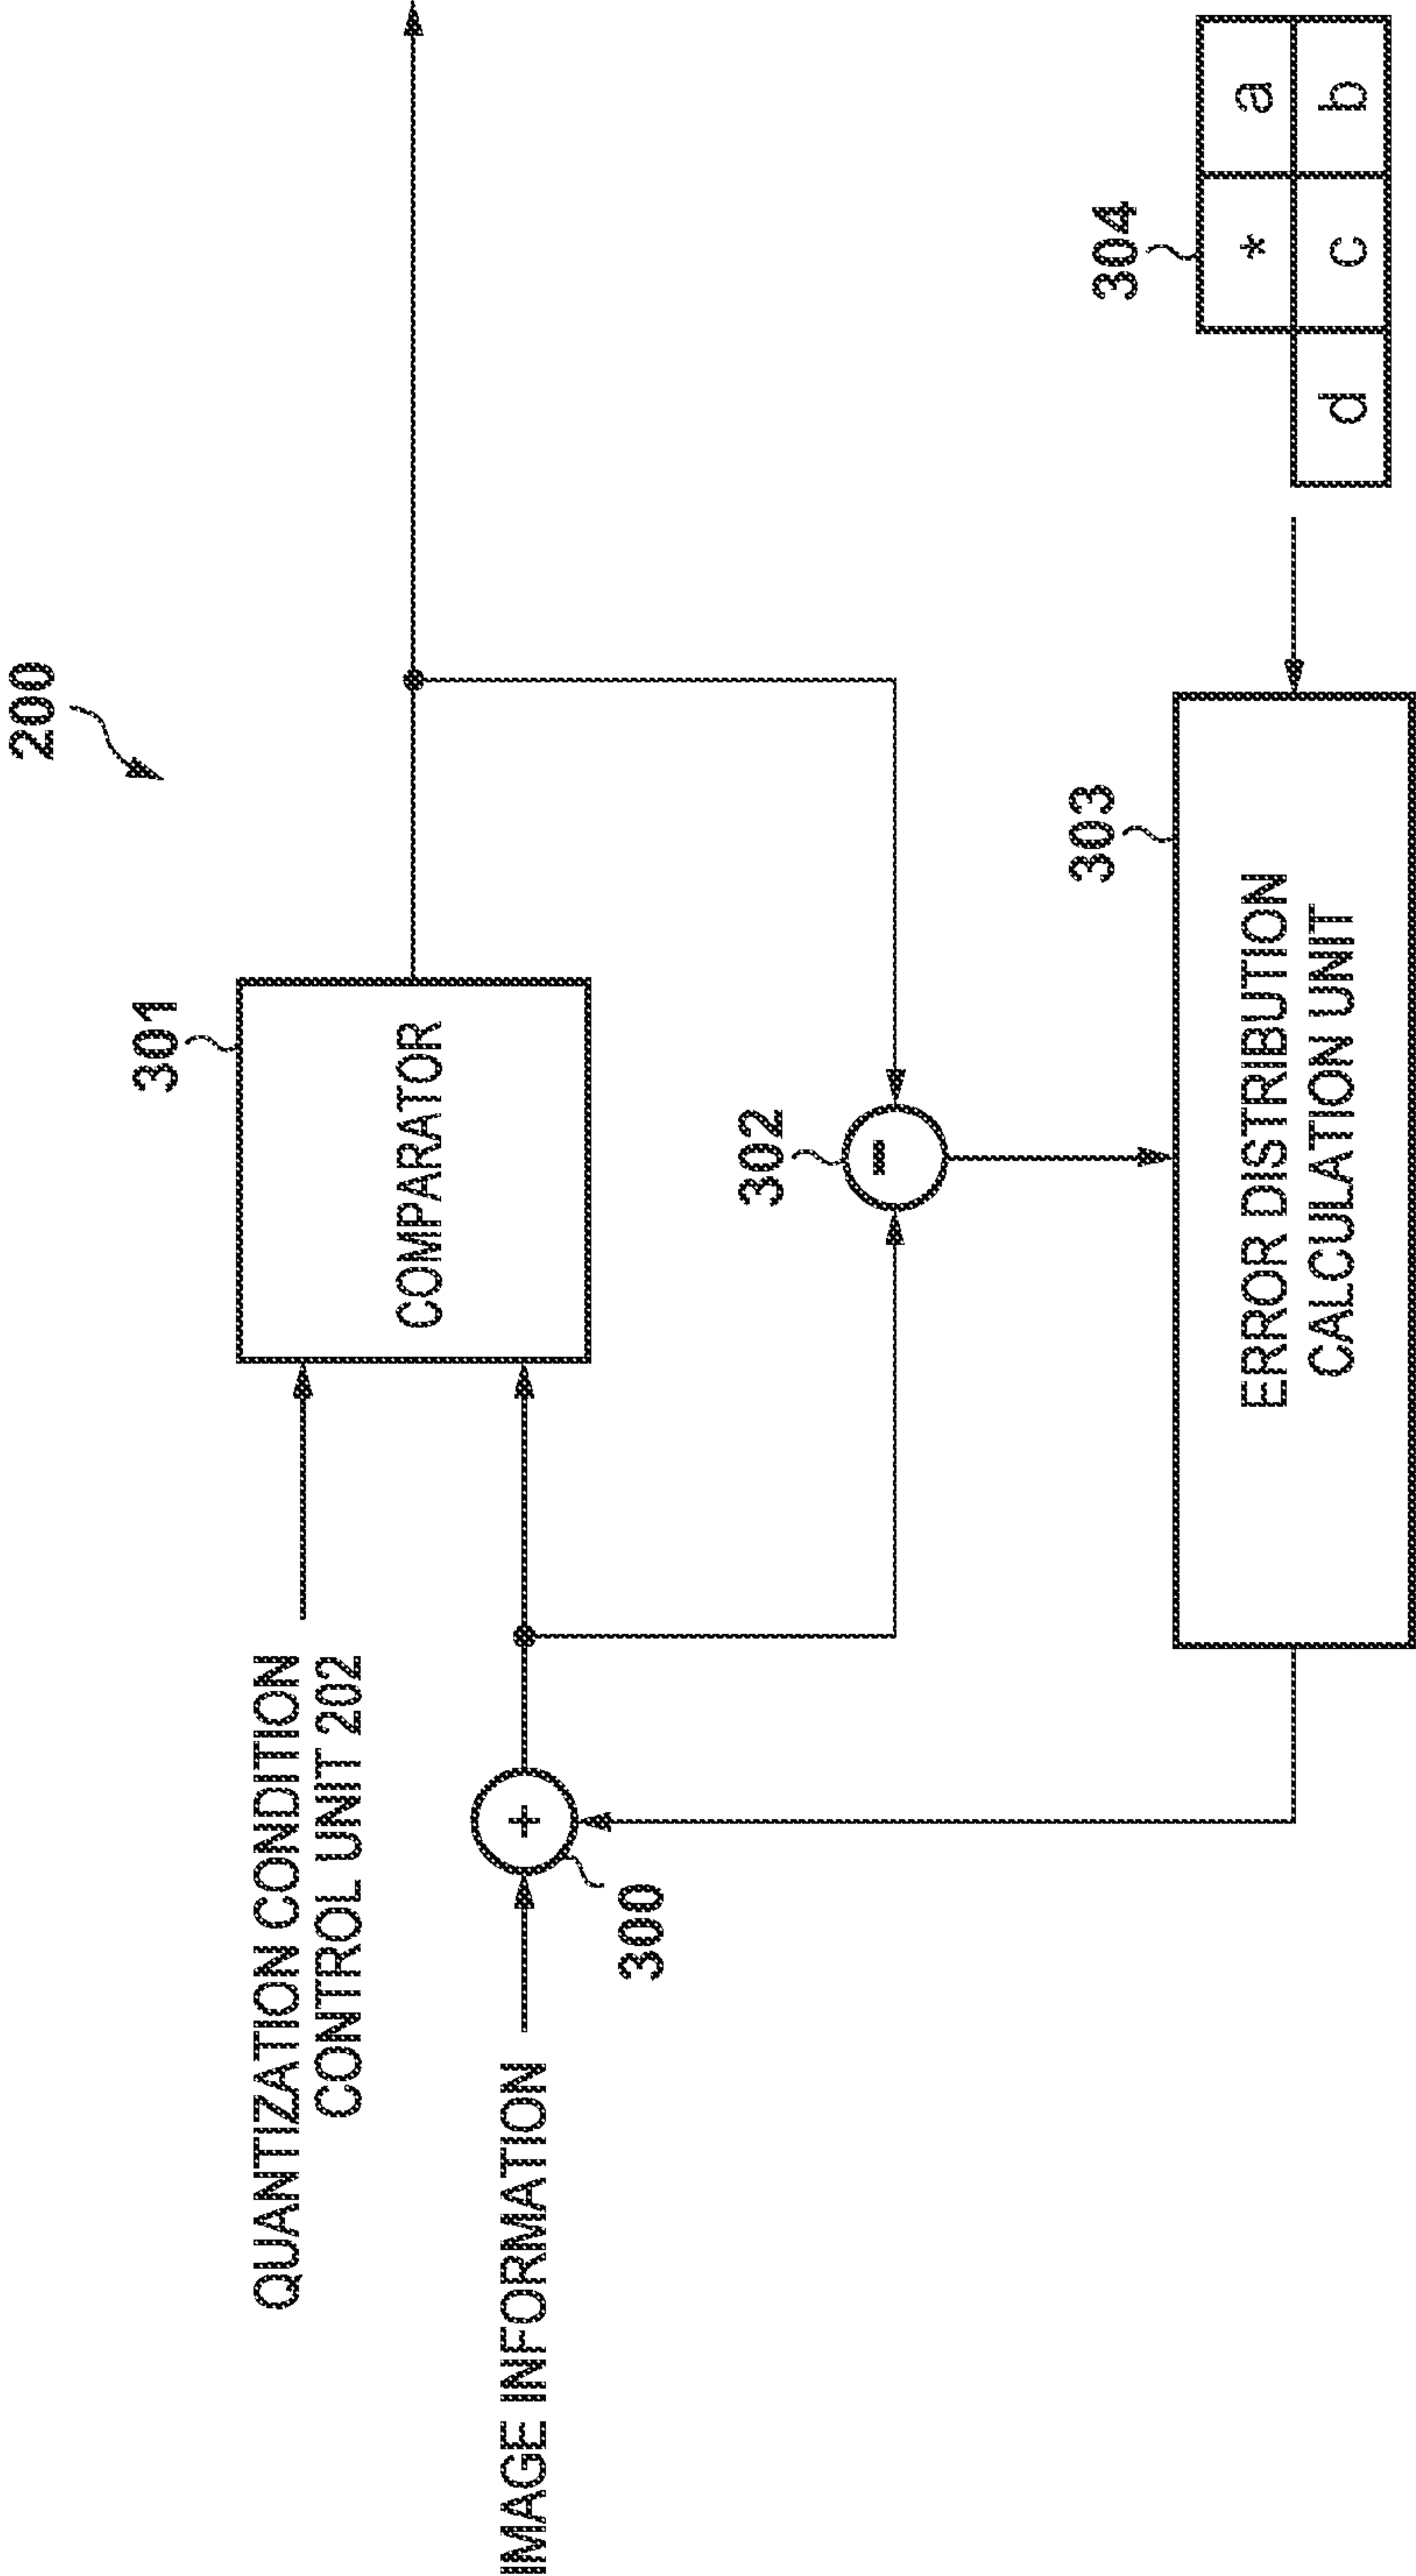 200
QUANTIZATION CONDITION
CONTROL UNIT 202
301
COMPARATOR
IMAGE INFORMATION
+
300
302
-
303
ERROR DISTRIBUTION
CALCULATION UNIT
304
* a
d c b